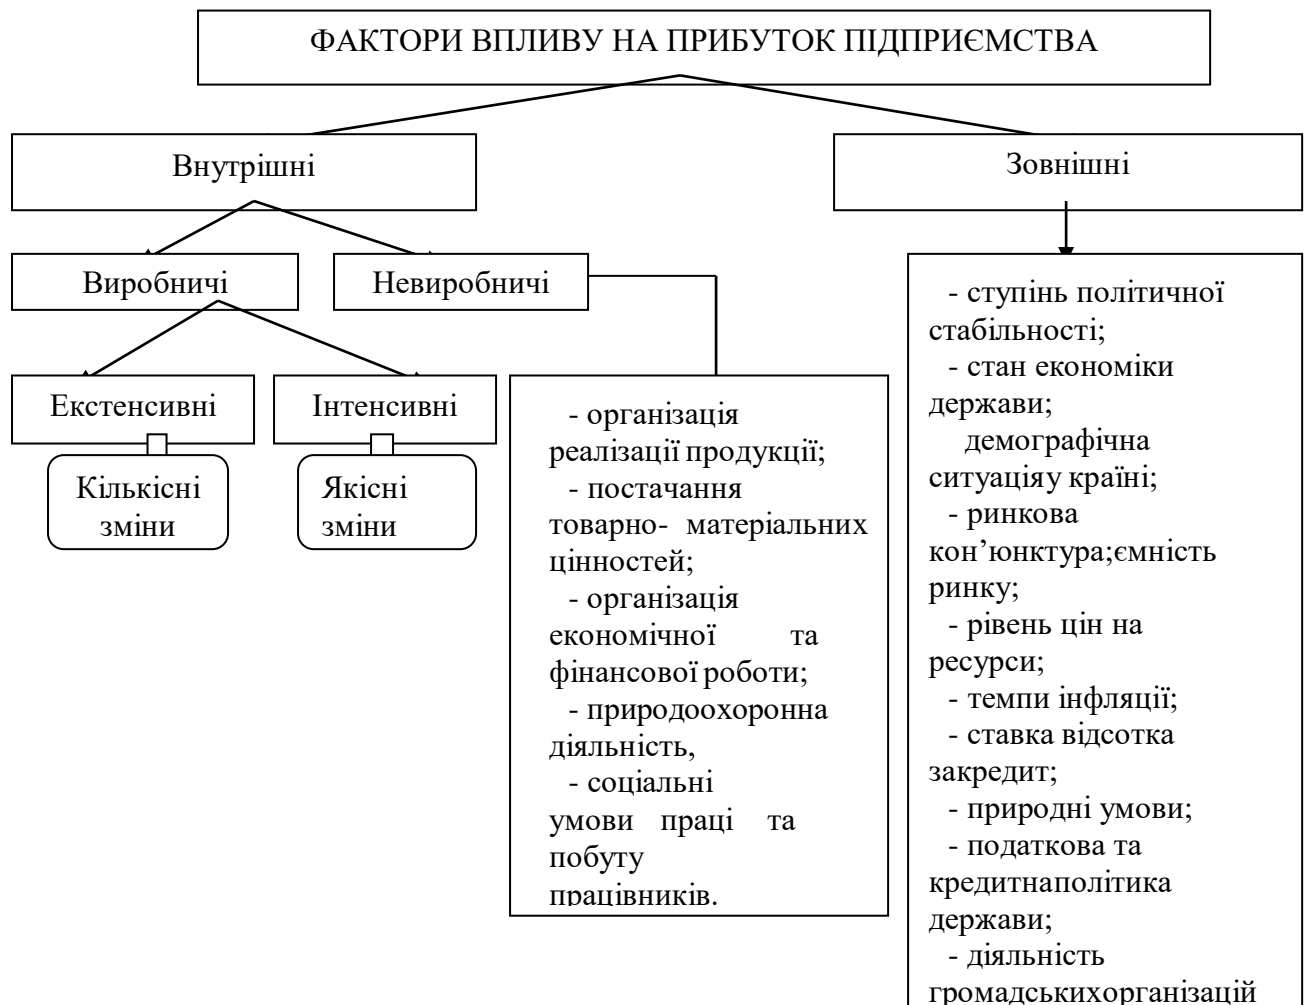 ФАКТОРИ ВПЛИВУ НА ПРИБУТОК ПІДПРИЄМСТВА
Внутрішні
Зовнішні
Виробничі
Невиробничі
Екстенсивні
Інтенсивні
Кількісні
зміни
Якісні
зміни
- організація
реалізації продукції;
- постачання
товарно- матеріальних
цінностей;
- організація
економічної та
фінансової роботи;
- природоохоронна
діяльність,
- соціальні
умови праці та
побуту
працівників.
- ступінь політичної
стабільності;
- стан економіки
держави;
демографічна
ситуаціяу країні;
- ринкова
кон’юнктура;ємність
ринку;
- рівень цін на
ресурси;
- темпи інфляції;
- ставка відсотка
закредит;
- природні умови;
- податкова та
кредитнаполітика
держави;
- діяльність
громадськихорганізацій